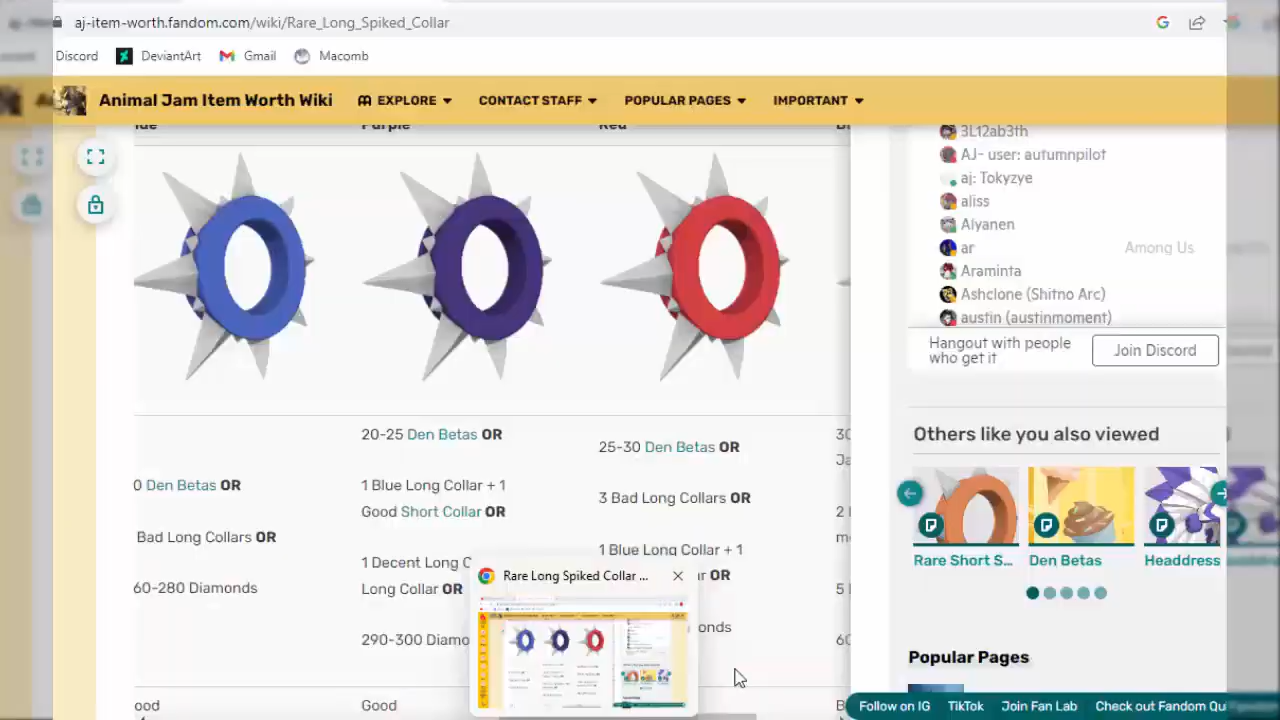 aj-item-worth.fandom.com/wiki/Rare_Long_Spiked_Collar
Discord DeviantArt Gmail Macomb
Animal Jam Item Worth Wiki EXPLORE CONTACT STAFF POPULAR PAGES IMPORTANT
Purple Red
3L12ab3th
AJ- user: autumnpilot
aj: Tokyzye
aliss
Alyanen
ar Among Us
Araminta
Ashclone (Shitno Arc)
austin (austinmoment)
Hangout with people
who get it
Join Discord
0 Den Betas OR
Bad Long Collars OR
60-280 Diamonds
Good
20-25 Den Betas OR
1 Blue Long Collar + 1
Good Short Collar OR
1 Decent Long C
Long Collar OR
290-300 Diamo
Good
25-30 Den Betas OR
3 Bad Long Collars OR
1 Blue Long Collar + 1
ar OR
onds
Others like you also viewed
Rare Short S... Den Betas Headdress
Rare Long Spiked Collar ...
Popular Pages
Follow on IG TikTok Join Fan Lab Check out Fandom Qu